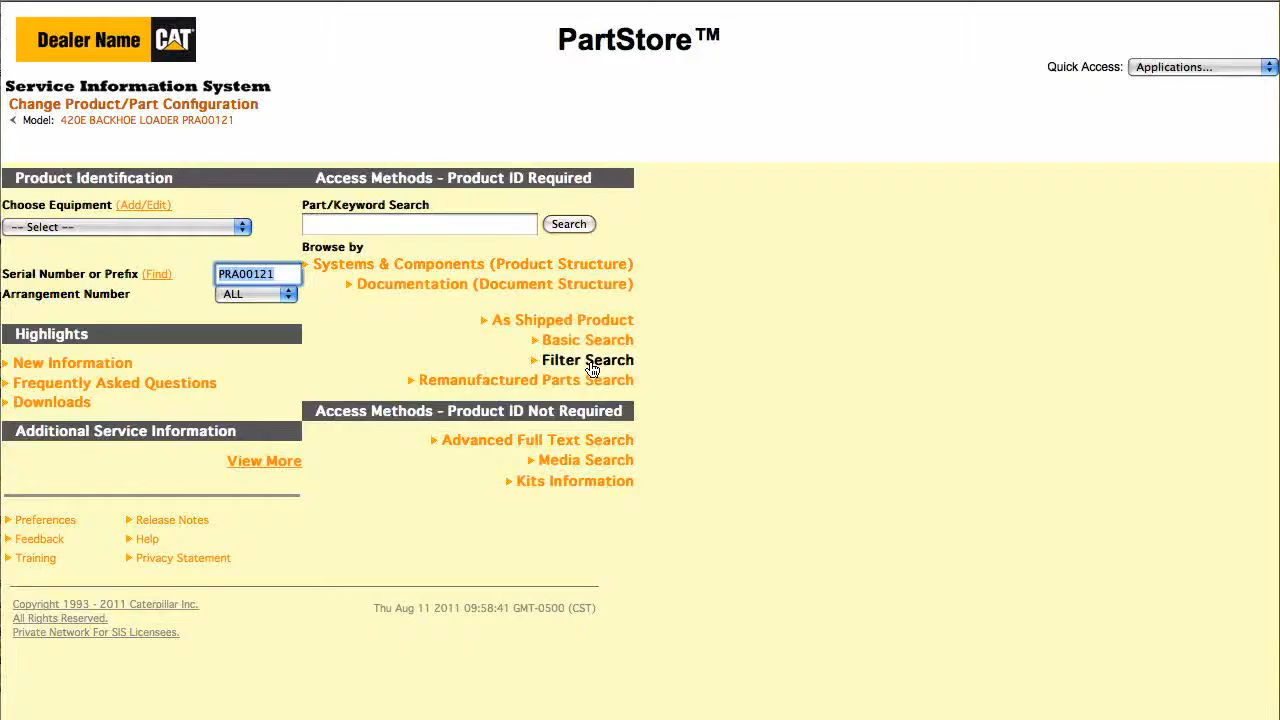 Dealer Name CAT
PartStore™
Quick Access: Applications...
Service Information System
Change Product/Part Configuration
Model: 420E BACKHOE LOADER PRA00121
Product Identification
Choose Equipment (Add/Edit)
-- Select --
Serial Number or Prefix (Find) PRA00121
Arrangement Number ALL
Highlights
New Information
Frequently Asked Questions
Downloads
Additional Service Information
View More
Preferences
Release Notes
Feedback
Help
Training
Privacy Statement
Access Methods - Product ID Required
Part/Keyword Search
Search
Browse by
Systems & Components (Product Structure)
Documentation (Document Structure)
As Shipped Product
Basic Search
Filter Search
Remanufactured Parts Search
Access Methods - Product ID Not Required
Advanced Full Text Search
Media Search
Kits Information
Copyright 1993 - 2011 Caterpillar Inc.
All Rights Reserved.
Private Network For SIS Licensees.
Thu Aug 11 2011 09:58:41 GMT-0500 (CST)